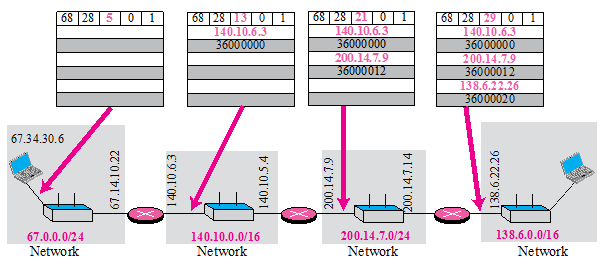 68 28 5 0 1
68 28 13 0 1
140.10.6.3
36000000
68 28 21 0 1
140.10.6.3
36000000
200.14.7.9
36000012
68 28 29 0 1
140.10.6.3
36000000
200.14.7.9
36000012
138.6.22.26
36000020
67.34.30.6
67.14.10.22
140.10.6.3
140.10.5.4
200.14.7.9
200.14.7.14
138.6.22.26
67.0.0.0/24
Network
140.10.0.0/16
Network
200.14.7.0/24
Network
138.6.0.0/16
Network